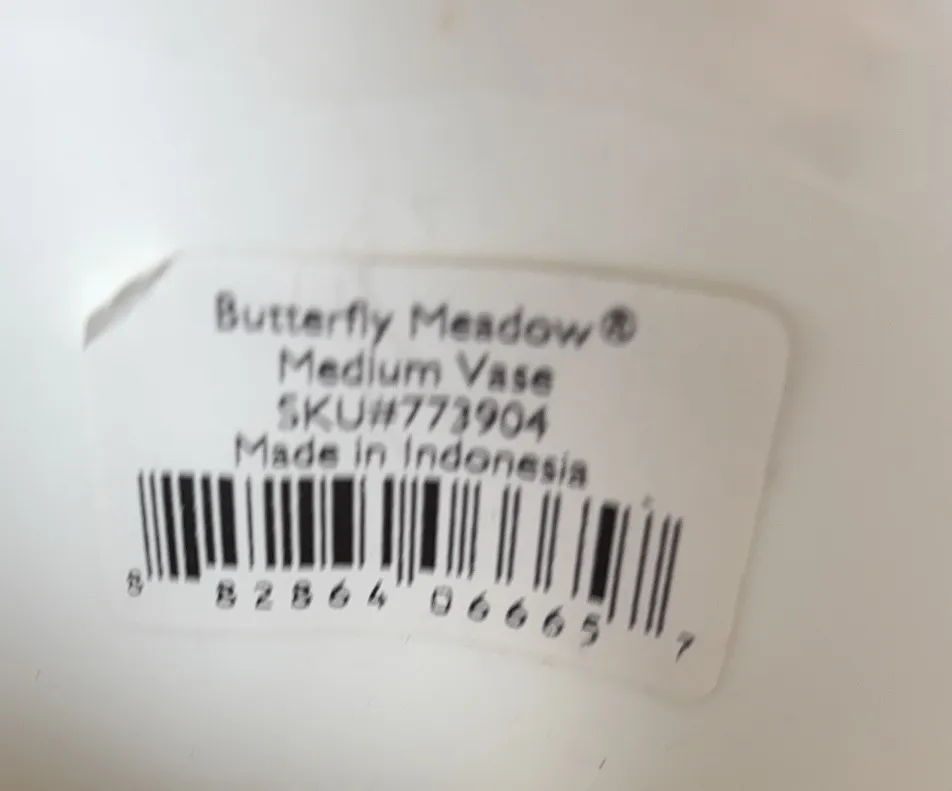 Butterfly Meadow®
Medium Vase
SKU#773904
Made in Indonesia
8 82864 06665 7